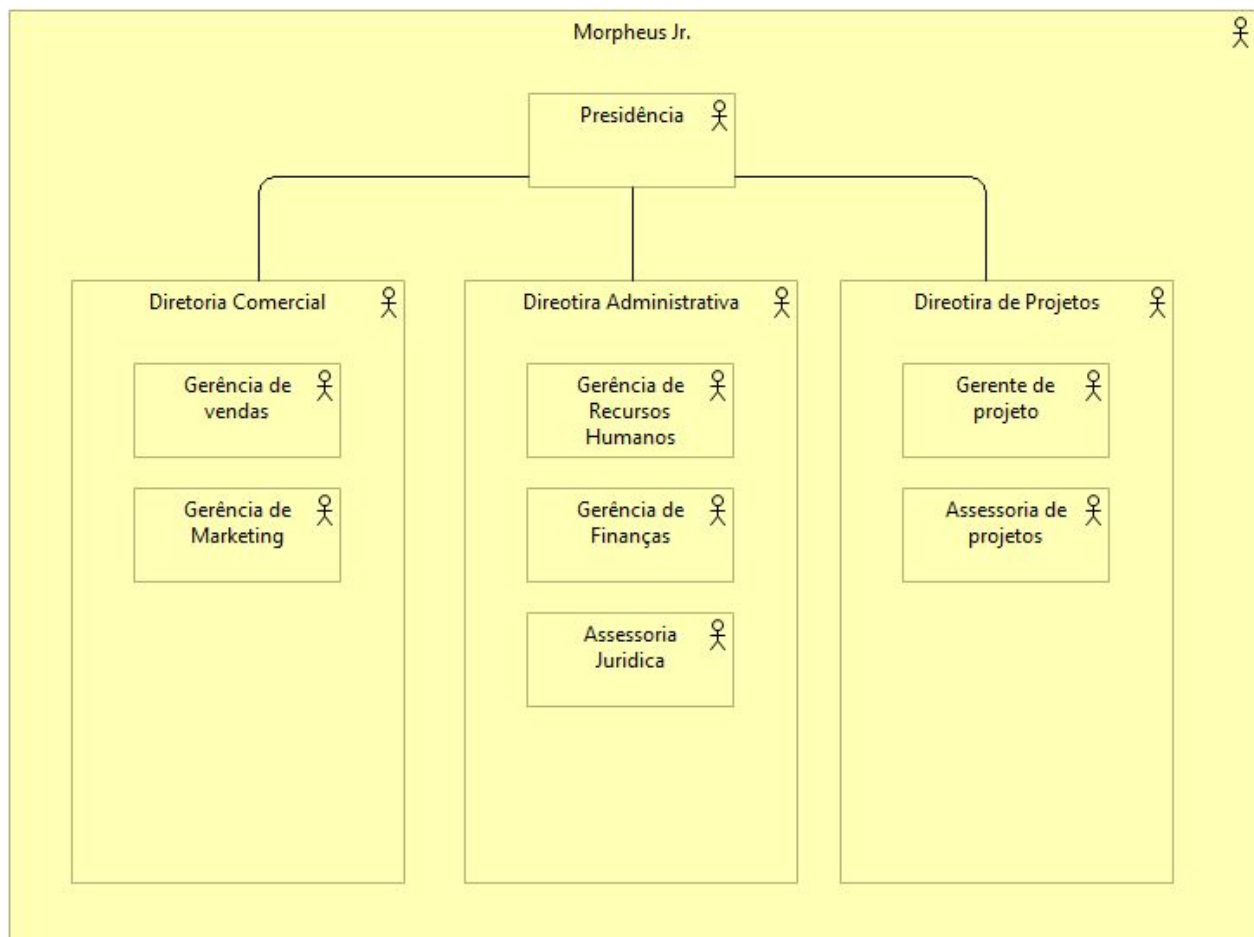 Morpheus Jr.
Presidência
Diretoria Comercial
Gerência de
vendas
Gerência de
Marketing
Direotira Administrativa
Gerência de
Recursos
Humanos
Gerência de
Finanças
Assessoria
Juridica
Direotira de Projetos
Gerente de
projeto
Assessoria de
projetos